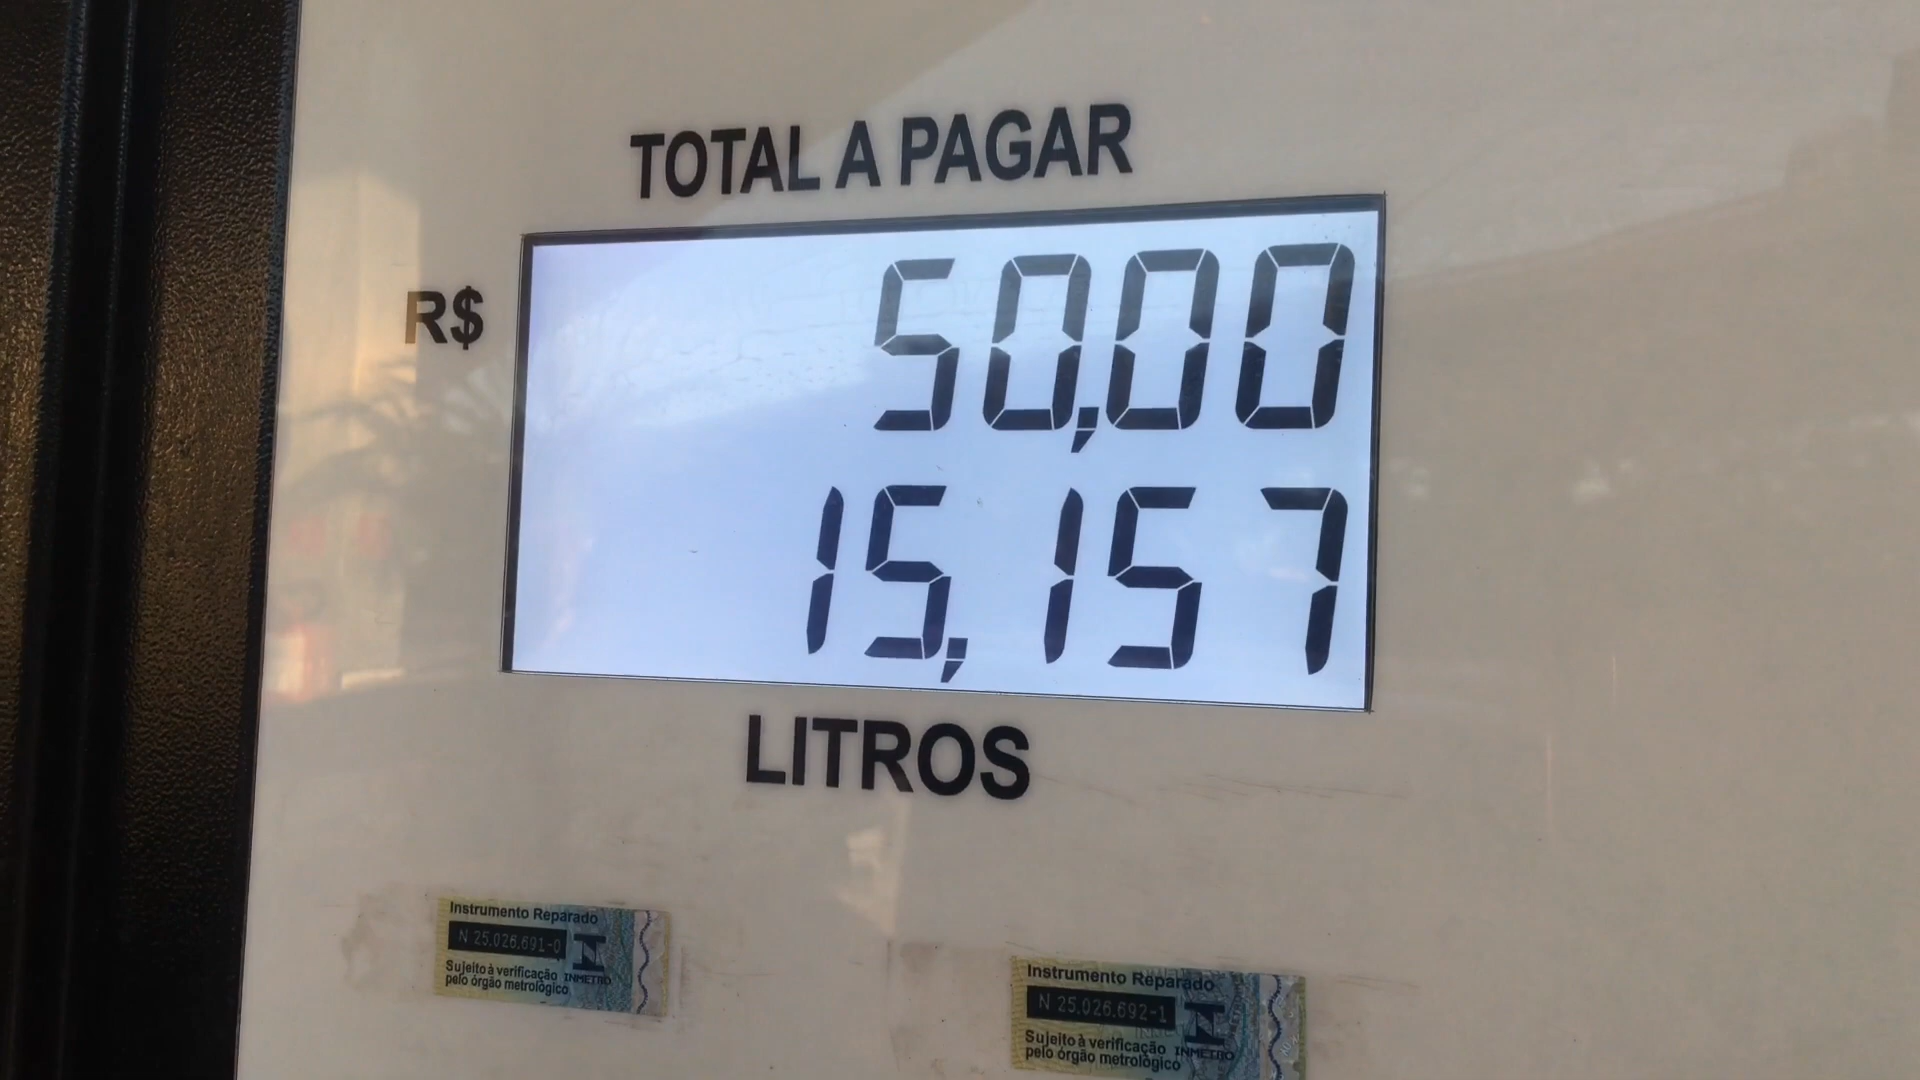 TOTAL A PAGAR
R$ 50,00
15,157
LITROS
Instrumento Reparado
N 25.026.691-0
Sujeito à verificação
pelo órgão metrológico
INMETRO
Instrumento Reparado
N 25.026.692-1
Sujeito à verificação
pelo órgão metrológico
INMETRO